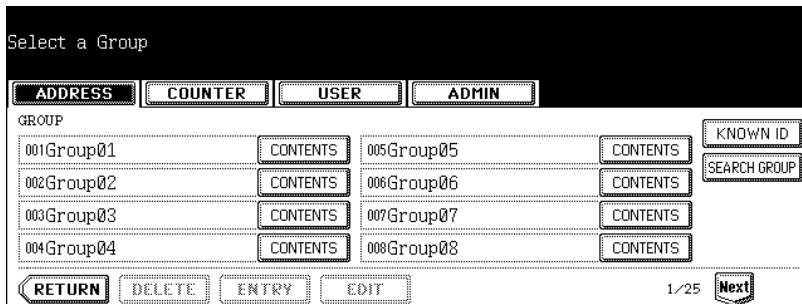 Select a Group
ADDRESS COUNTER USER ADMIN
GROUP
KNOWN ID
001Group01 CONTENTS 005Group05 CONTENTS
SEARCH GROUP
002Group02 CONTENTS 006Group06 CONTENTS
003Group03 CONTENTS 007Group07 CONTENTS
004Group04 CONTENTS 008Group08 CONTENTS
RETURN DELETE ENTRY EDIT 1/25 Next